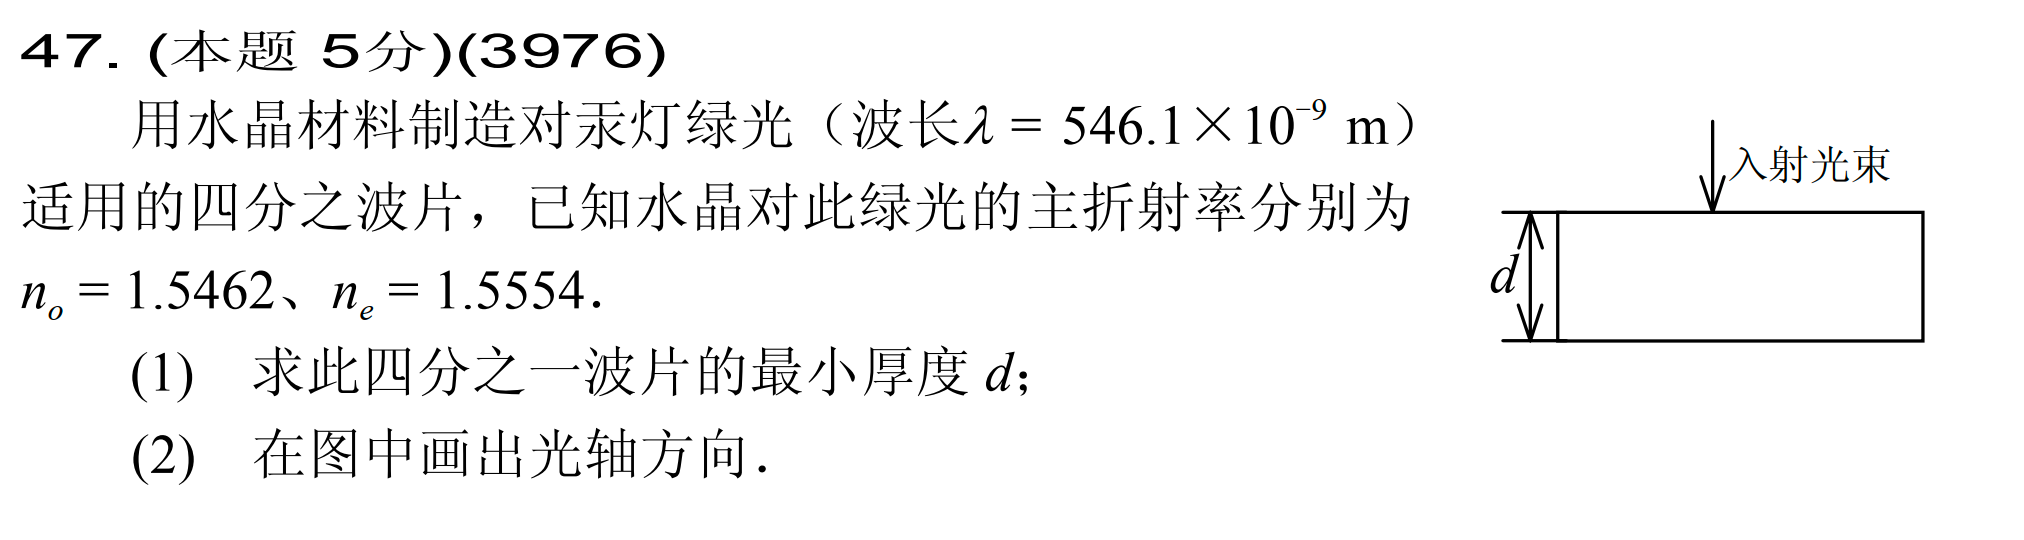 47. (本题 5分)(3976)
用水晶材料制造对汞灯绿光（波长λ = 546.1×10⁻⁹ m）
适用的四分之波片，已知水晶对此绿光的主折射率分别为
nₒ = 1.5462、nₑ = 1.5554．
(1) 求此四分之一波片的最小厚度 d；
(2) 在图中画出光轴方向．
入射光束
d